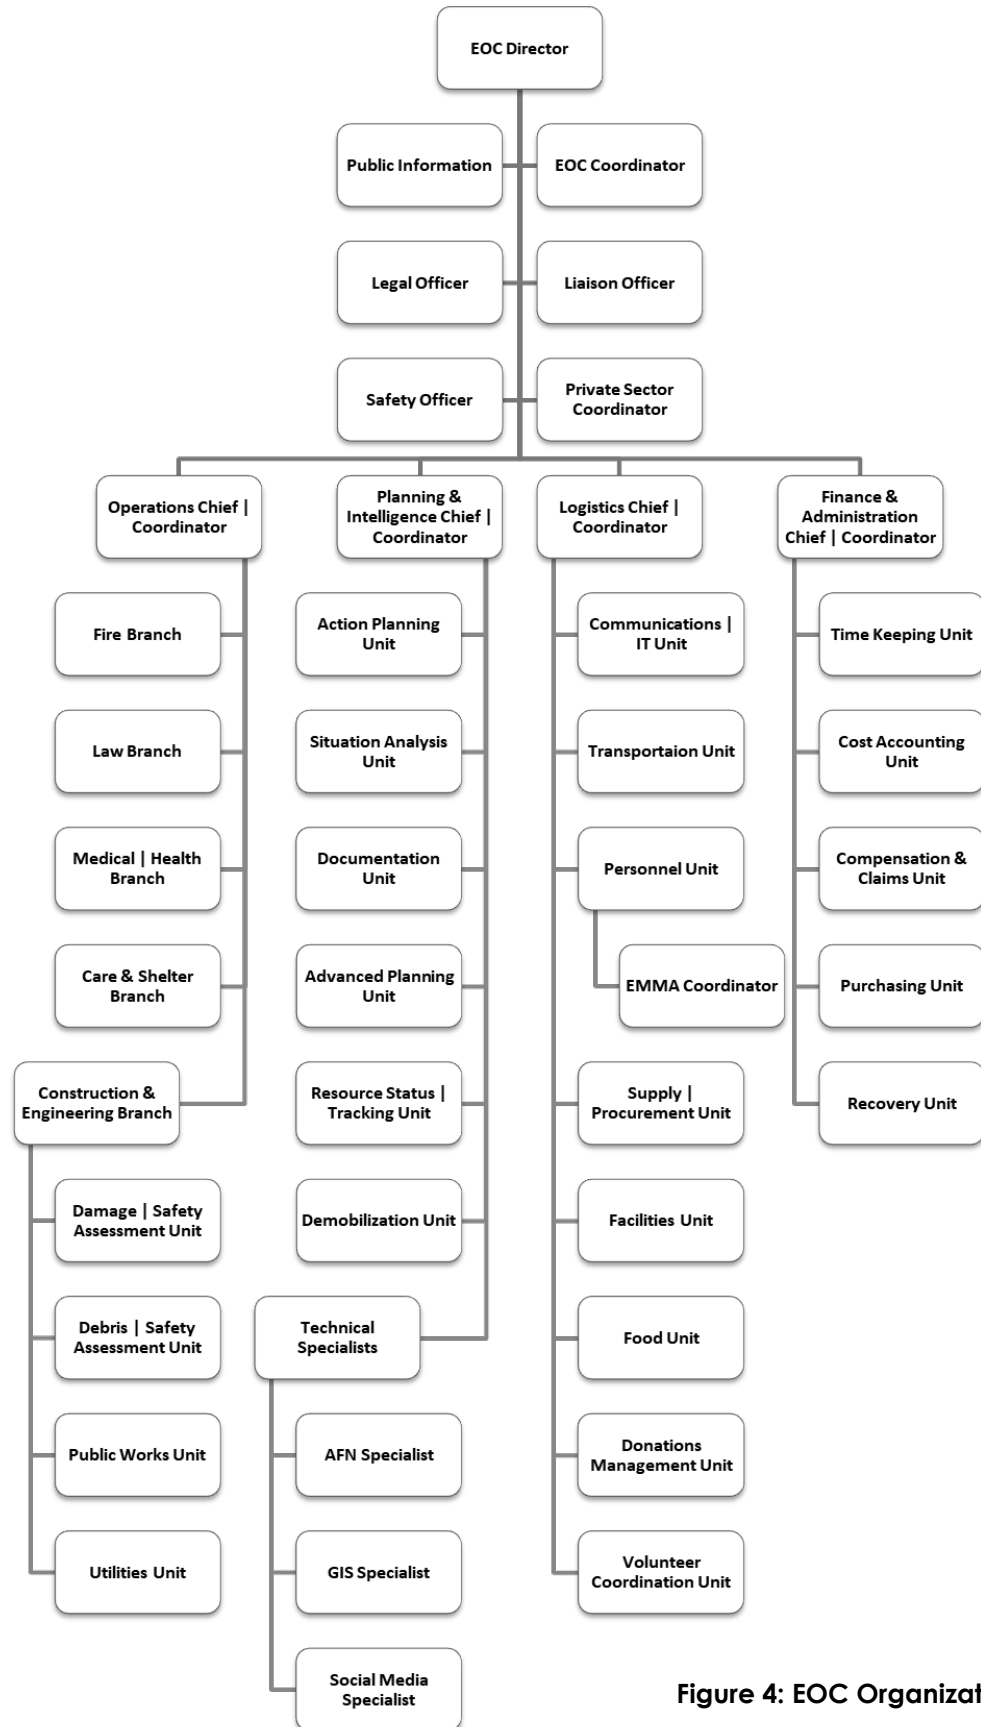 EOC Director
Public Information
EOC Coordinator
Legal Officer
Liaison Officer
Safety Officer
Private Sector
Coordinator
Operations Chief |
Coordinator
Planning &
Intelligence Chief |
Coordinator
Logistics Chief |
Coordinator
Finance &
Administration
Chief | Coordinator
Fire Branch
Action Planning
Unit
Communications |
IT Unit
Time Keeping Unit
Law Branch
Situation Analysis
Unit
Transportaion Unit
Cost Accounting
Unit
Medical | Health
Branch
Documentation
Unit
Personnel Unit
Compensation &
Claims Unit
Care & Shelter
Branch
Advanced Planning
Unit
EMMA Coordinator
Purchasing Unit
Construction &
Engineering Branch
Resource Status |
Tracking Unit
Supply |
Procurement Unit
Recovery Unit
Damage | Safety
Assessment Unit
Demobilization Unit
Facilities Unit
Debris | Safety
Assessment Unit
Technical
Specialists
Food Unit
Public Works Unit
AFN Specialist
Donations
Management Unit
Utilities Unit
GIS Specialist
Volunteer
Coordination Unit
Social Media
Specialist
Figure 4: EOC Organizat